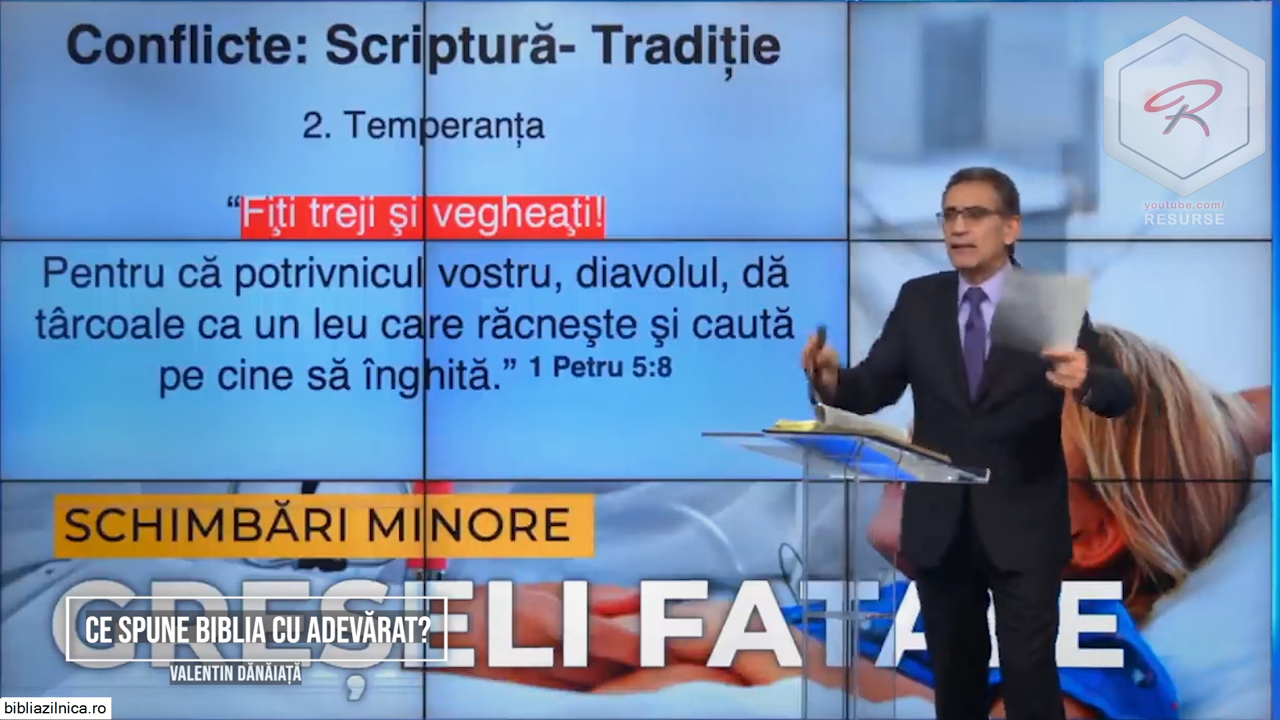 Conflicte: Scriptură- Tradiție
2. Temperanța
“Fiţi treji şi vegheaţi!
Pentru că potrivnicul vostru, diavolul, dă
târcoale ca un leu care răcneşte şi caută
pe cine să înghită.” 1 Petru 5:8
R
youtube.com/
RESURSE
SCHIMBĂRI MINORE
GREȘELI FATALE
CE SPUNE BIBLIA CU ADEVĂRAT?
VALENTIN DĂNĂIAȚĂ
bibliazilnica.ro